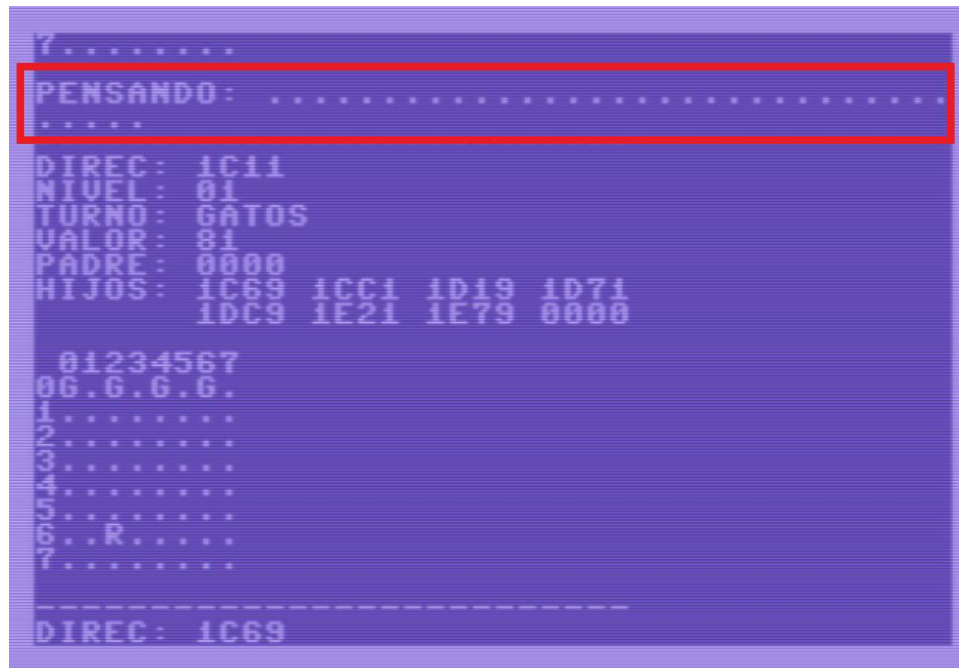 7........
PENSANDO: ..............................
.....
DIREC: 1C11
NIVEL: 01
TURNO: GATOS
VALOR: 81
PADRE: 0000
HIJOS: 1C69 1CC1 1D19 1D71
1DC9 1E21 1E79 0000
01234567
0G.G.G.G.
1........
2........
3........
4........
5........
6..R.....
7........
--------------------------
DIREC: 1C69